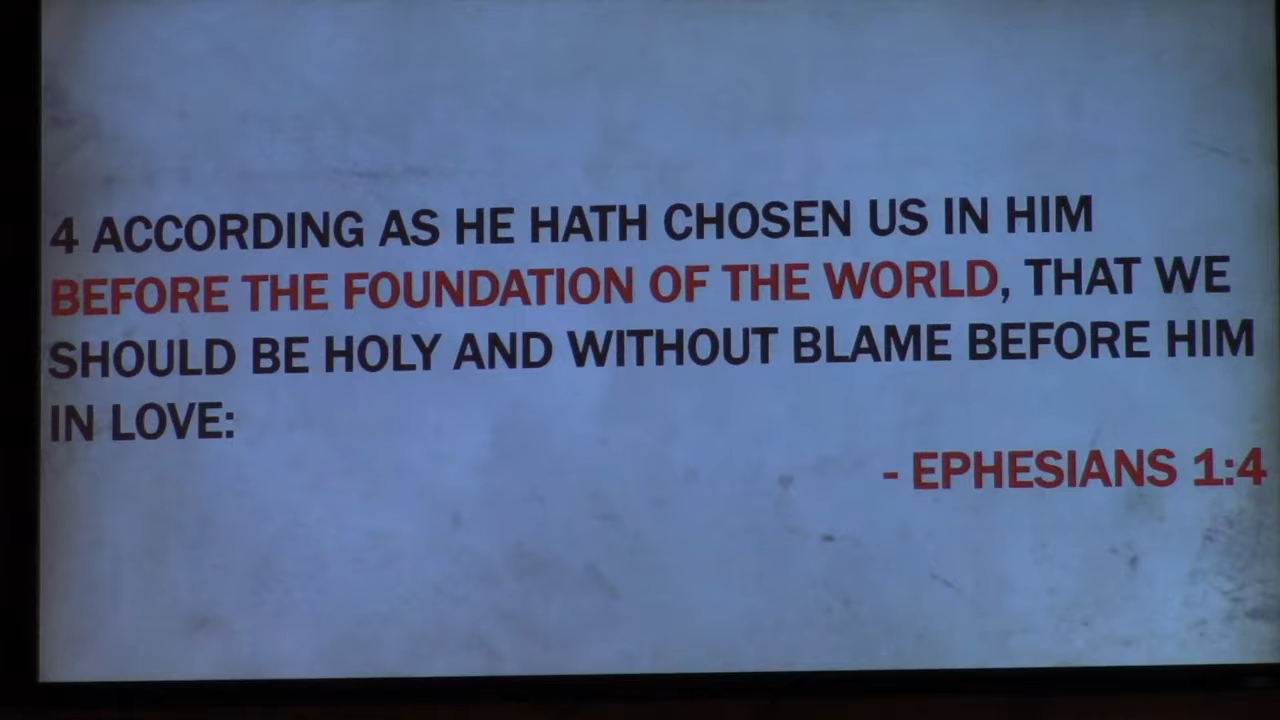 4 ACCORDING AS HE HATH CHOSEN US IN HIM
BEFORE THE FOUNDATION OF THE WORLD, THAT WE
SHOULD BE HOLY AND WITHOUT BLAME BEFORE HIM
IN LOVE:
- EPHESIANS 1:4